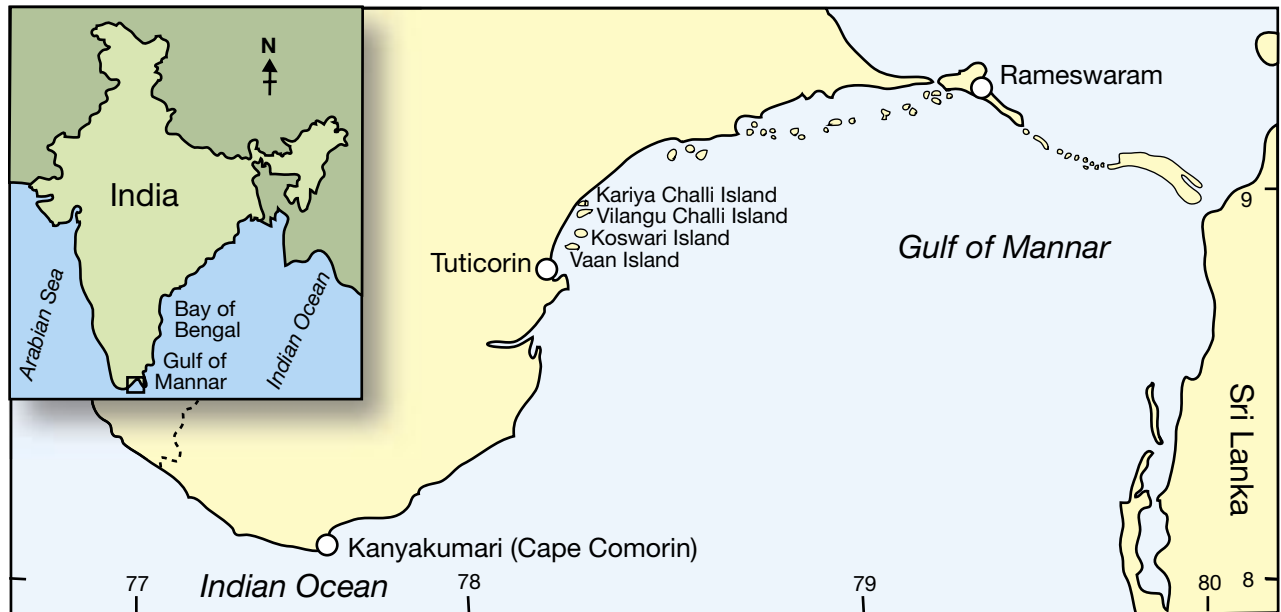 N
India
Arabian Sea
Bay of
Bengal
Gulf of
Mannar
Indian Ocean
Rameswaram
Kariya Challi Island
Vilangu Challi Island
Koswari Island
Vaan Island
Tuticorin
Gulf of Mannar
9
Sri Lanka
Kanyakumari (Cape Comorin)
Indian Ocean
77
78
79
80
8